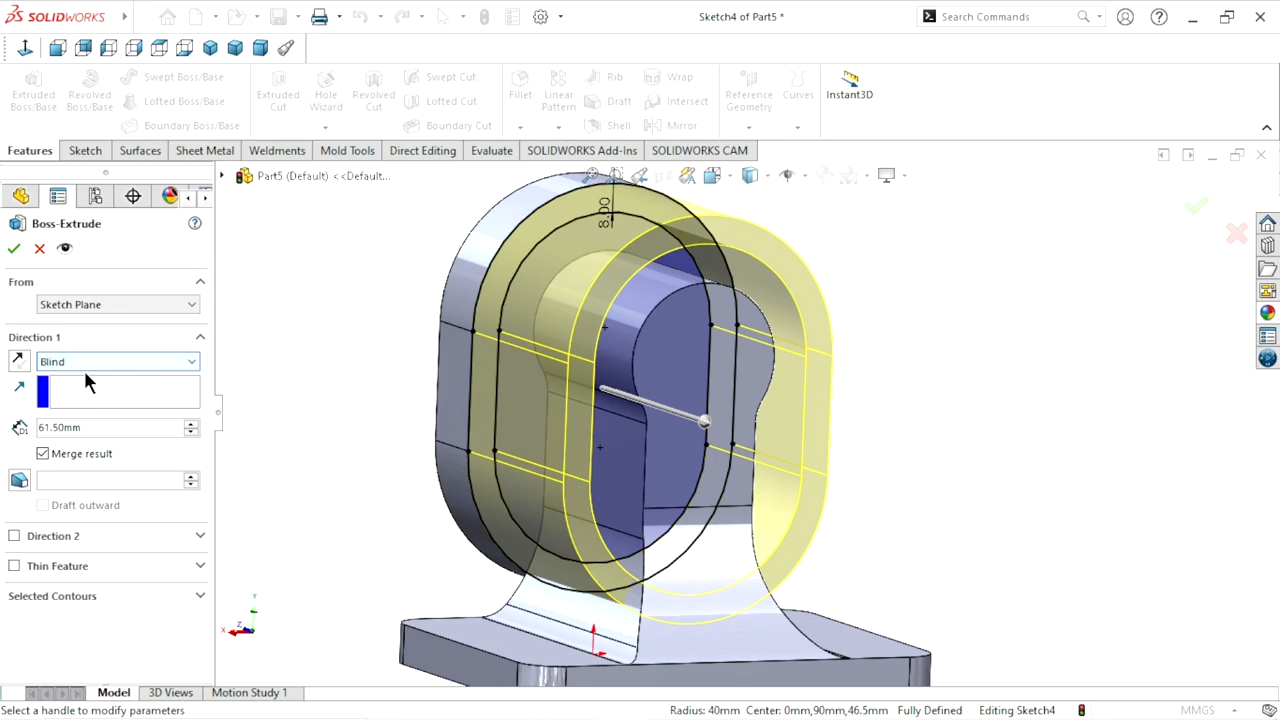 SOLIDWORKS
Sketch4 of Part5 *
Search Commands
Extruded Boss/Base
Revolved Boss/Base
Swept Boss/Base
Lofted Boss/Base
Boundary Boss/Base
Extruded Cut
Hole Wizard
Revolved Cut
Swept Cut
Lofted Cut
Boundary Cut
Fillet
Linear Pattern
Rib
Draft
Shell
Wrap
Intersect
Mirror
Reference Geometry
Curves
Instant3D
Features
Sketch
Surfaces
Sheet Metal
Weldments
Mold Tools
Direct Editing
Evaluate
SOLIDWORKS Add-Ins
SOLIDWORKS CAM
Part5 (Default) <<Default...
Boss-Extrude
From
Sketch Plane
Direction 1
Blind
61.50mm
Merge result
Draft outward
Direction 2
Thin Feature
Selected Contours
8.00
Y
X
Z
Model
3D Views
Motion Study 1
Select a handle to modify parameters
Radius: 40mm Center: 0mm,90mm,46.5mm
Fully Defined
Editing Sketch4
MMGS